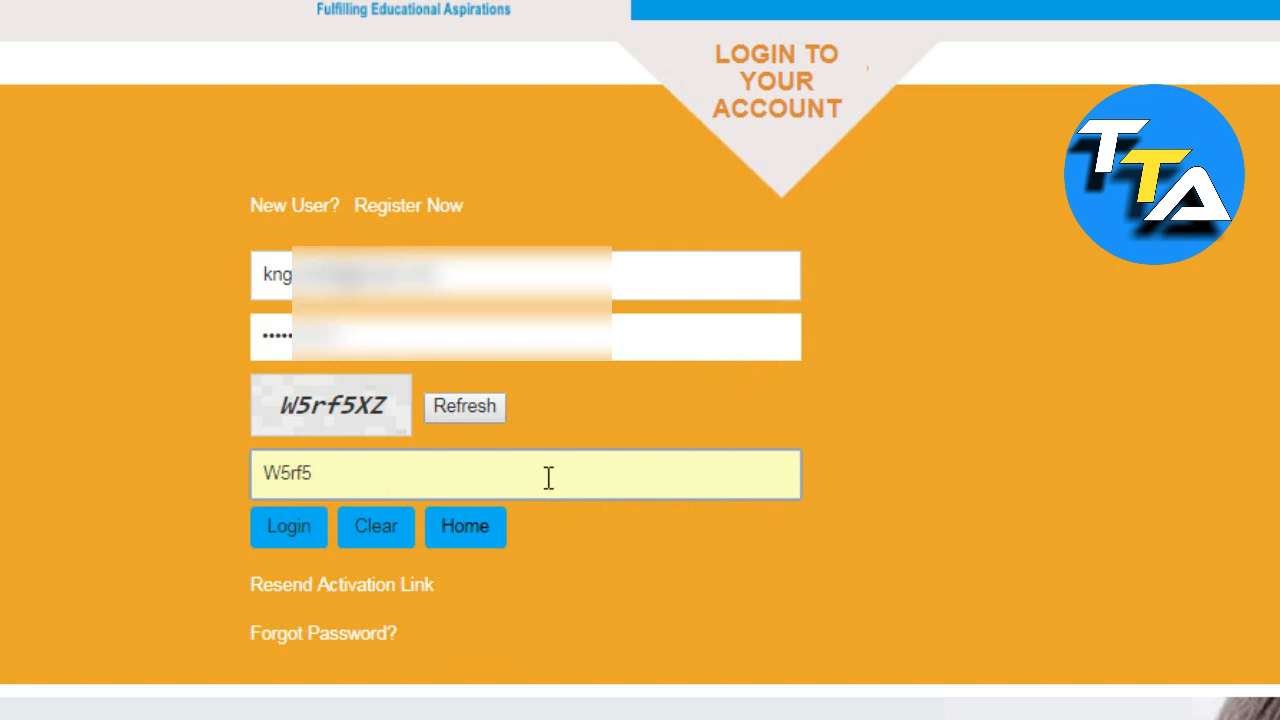 Fulfilling Educational Aspirations
LOGIN TO
YOUR
ACCOUNT
TTA
New User? Register Now
kng
W5rf5XZ
Refresh
W5rf5
Login Clear Home
Resend Activation Link
Forgot Password?